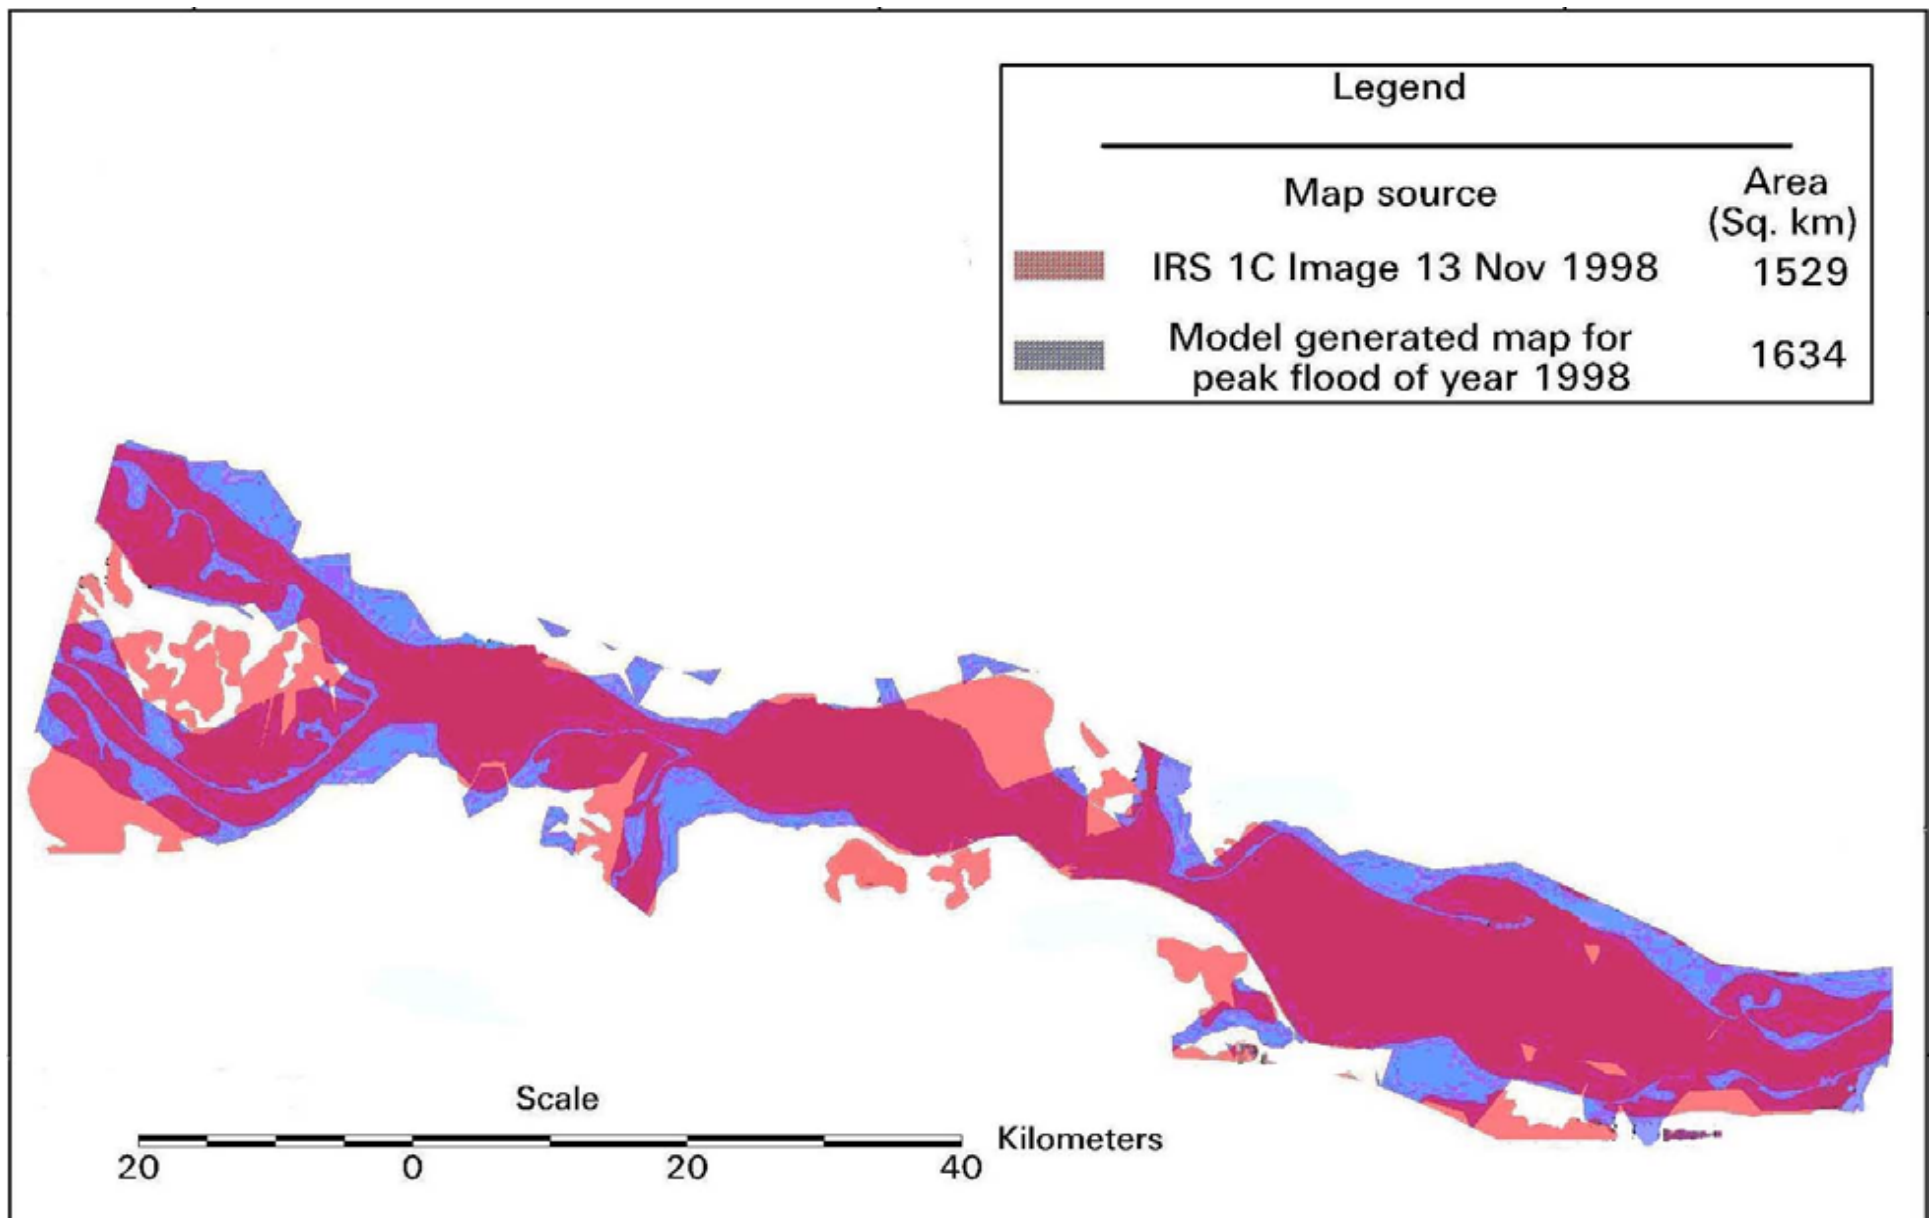 Legend
Map source
Area
(Sq. km)
IRS 1C Image 13 Nov 1998
1529
Model generated map for
peak flood of year 1998
1634
Scale
Kilometers
20 0 20 40